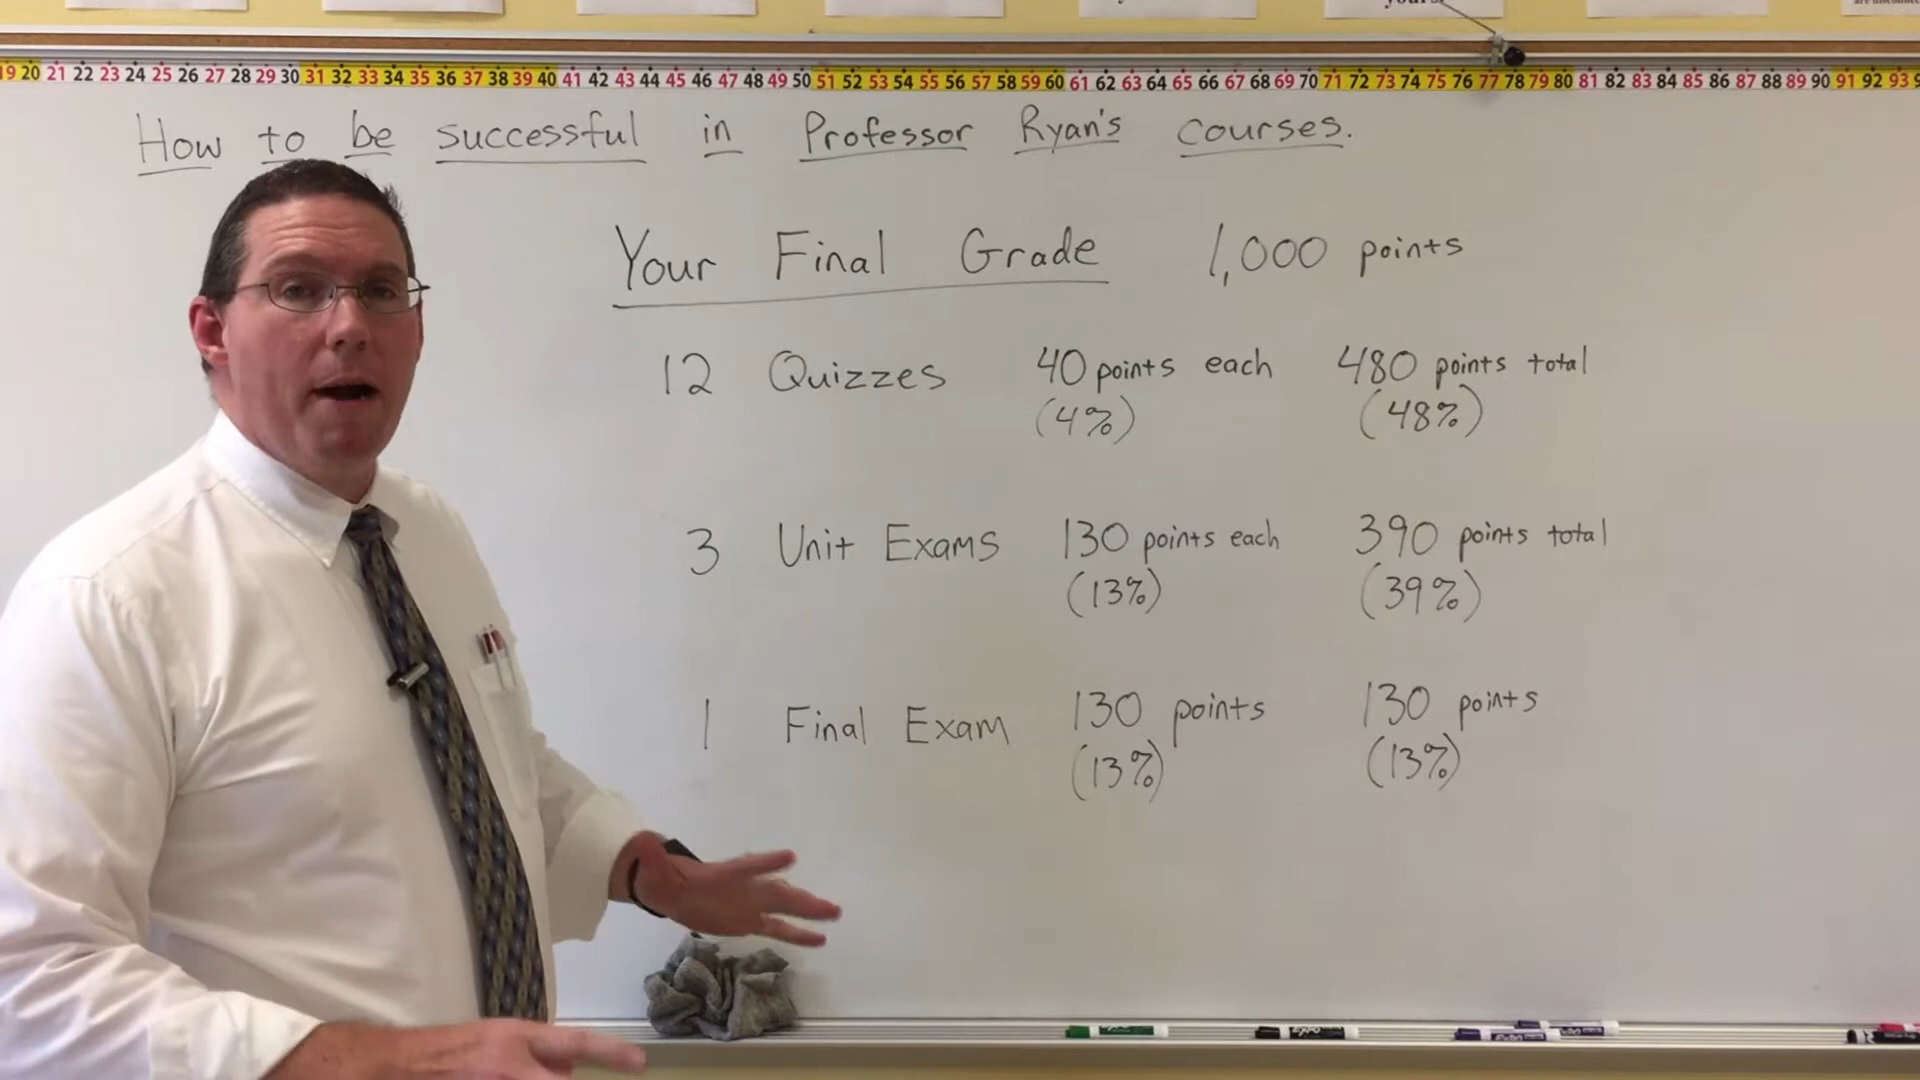 19 20 21 22 23 24 25 26 27 28 29 30 31 32 33 34 35 36 37 38 39 40 41 42 43 44 45 46 47 48 49 50 51 52 53 54 55 56 57 58 59 60 61 62 63 64 65 66 67 68 69 70 71 72 73 74 75 76 77 78 79 80 81 82 83 84 85 86 87 88 89 90 91 92 93
How to be successful in Professor Ryan's courses.
Your Final Grade 1,000 points
12 Quizzes 40 points each 480 points total
(4%) (48%)
3 Unit Exams 130 points each 390 points total
(13%) (39%)
1 Final Exam 130 points 130 points
(13%) (13%)
EXPO